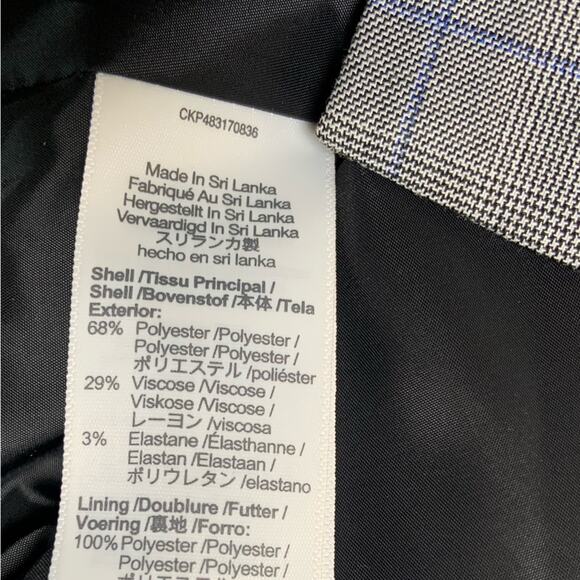 CKP483170836
Made In Sri Lanka
Fabriqué Au Sri Lanka
Hergestellt In Sri Lanka
Vervaardigd In Sri Lanka
スリランカ製
hecho en sri lanka
Shell /Tissu Principal /
Shell /Bovenstof /本体 /Tela
Exterior:
68% Polyester /Polyester /
Polyester /Polyester /
ポリエステル /poliéster
29% Viscose /Viscose /
Viskose /Viscose /
レーヨン /viscosa
3% Elastane /Élasthanne /
Elastan /Elastaan /
ポリウレタン /elastano
Lining /Doublure /Futter /
Voering /裏地 /Forro:
100% Polyester /Polyester /
Polyester /Polyester /